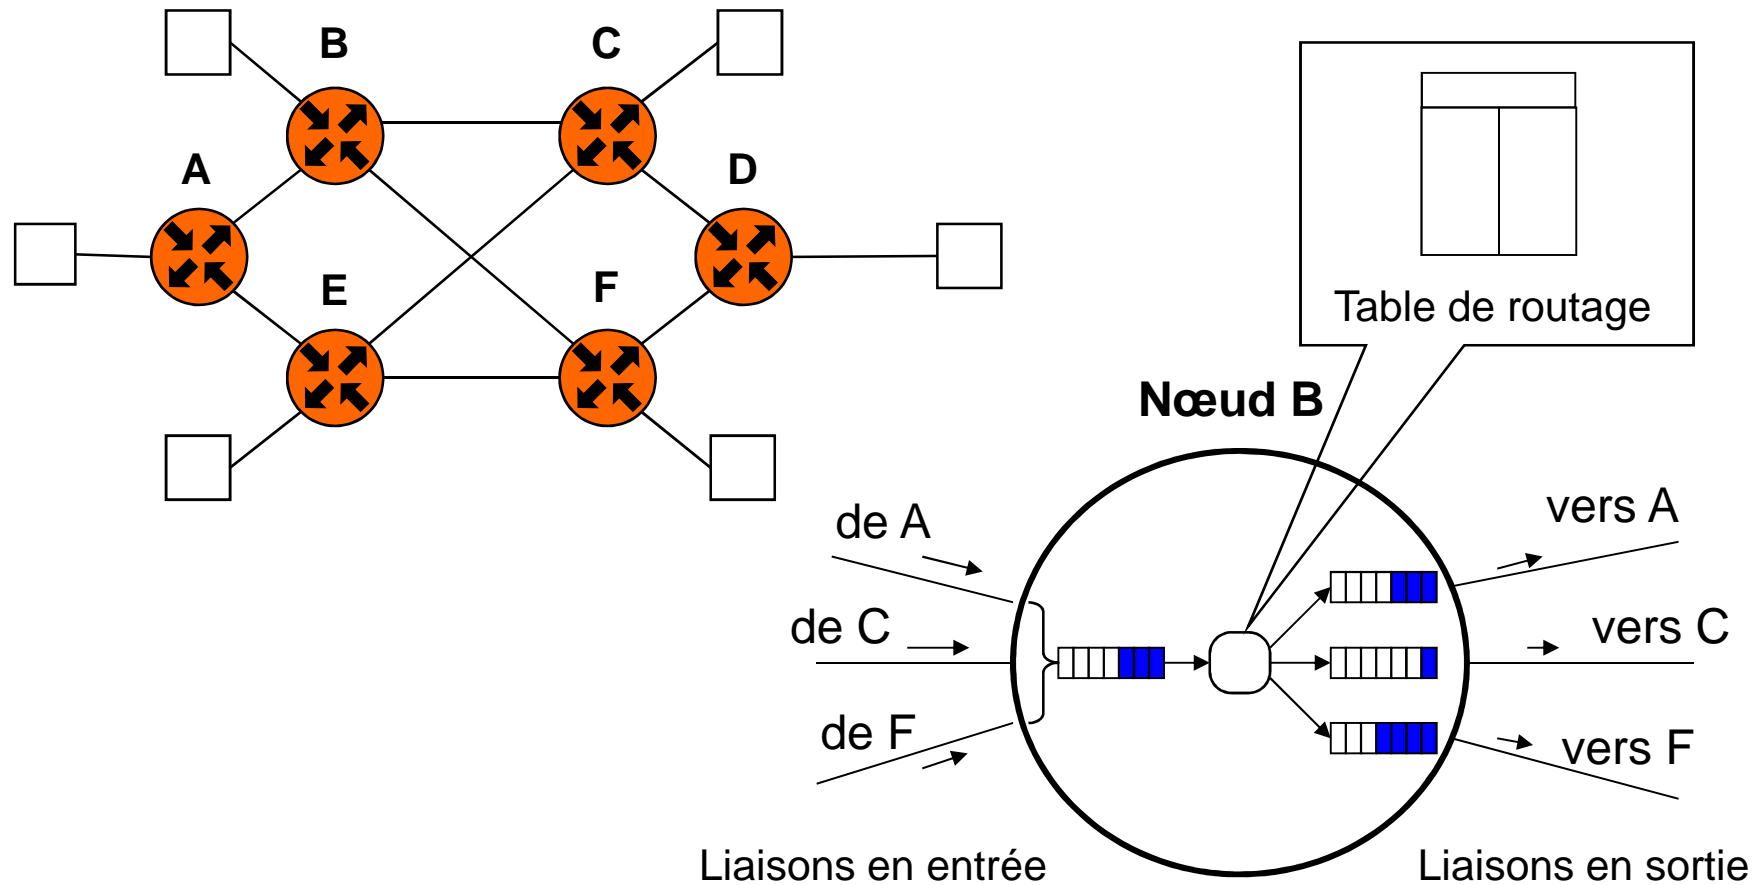 B
C
A
D
E
F
Table de routage
Nœud B
de A
vers A
de C
vers C
de F
vers F
Liaisons en entrée
Liaisons en sortie